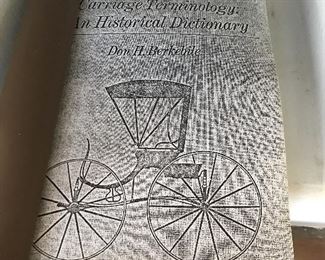 Carriage Terminology:
An Historical Dictionary
Don H. Berkebile